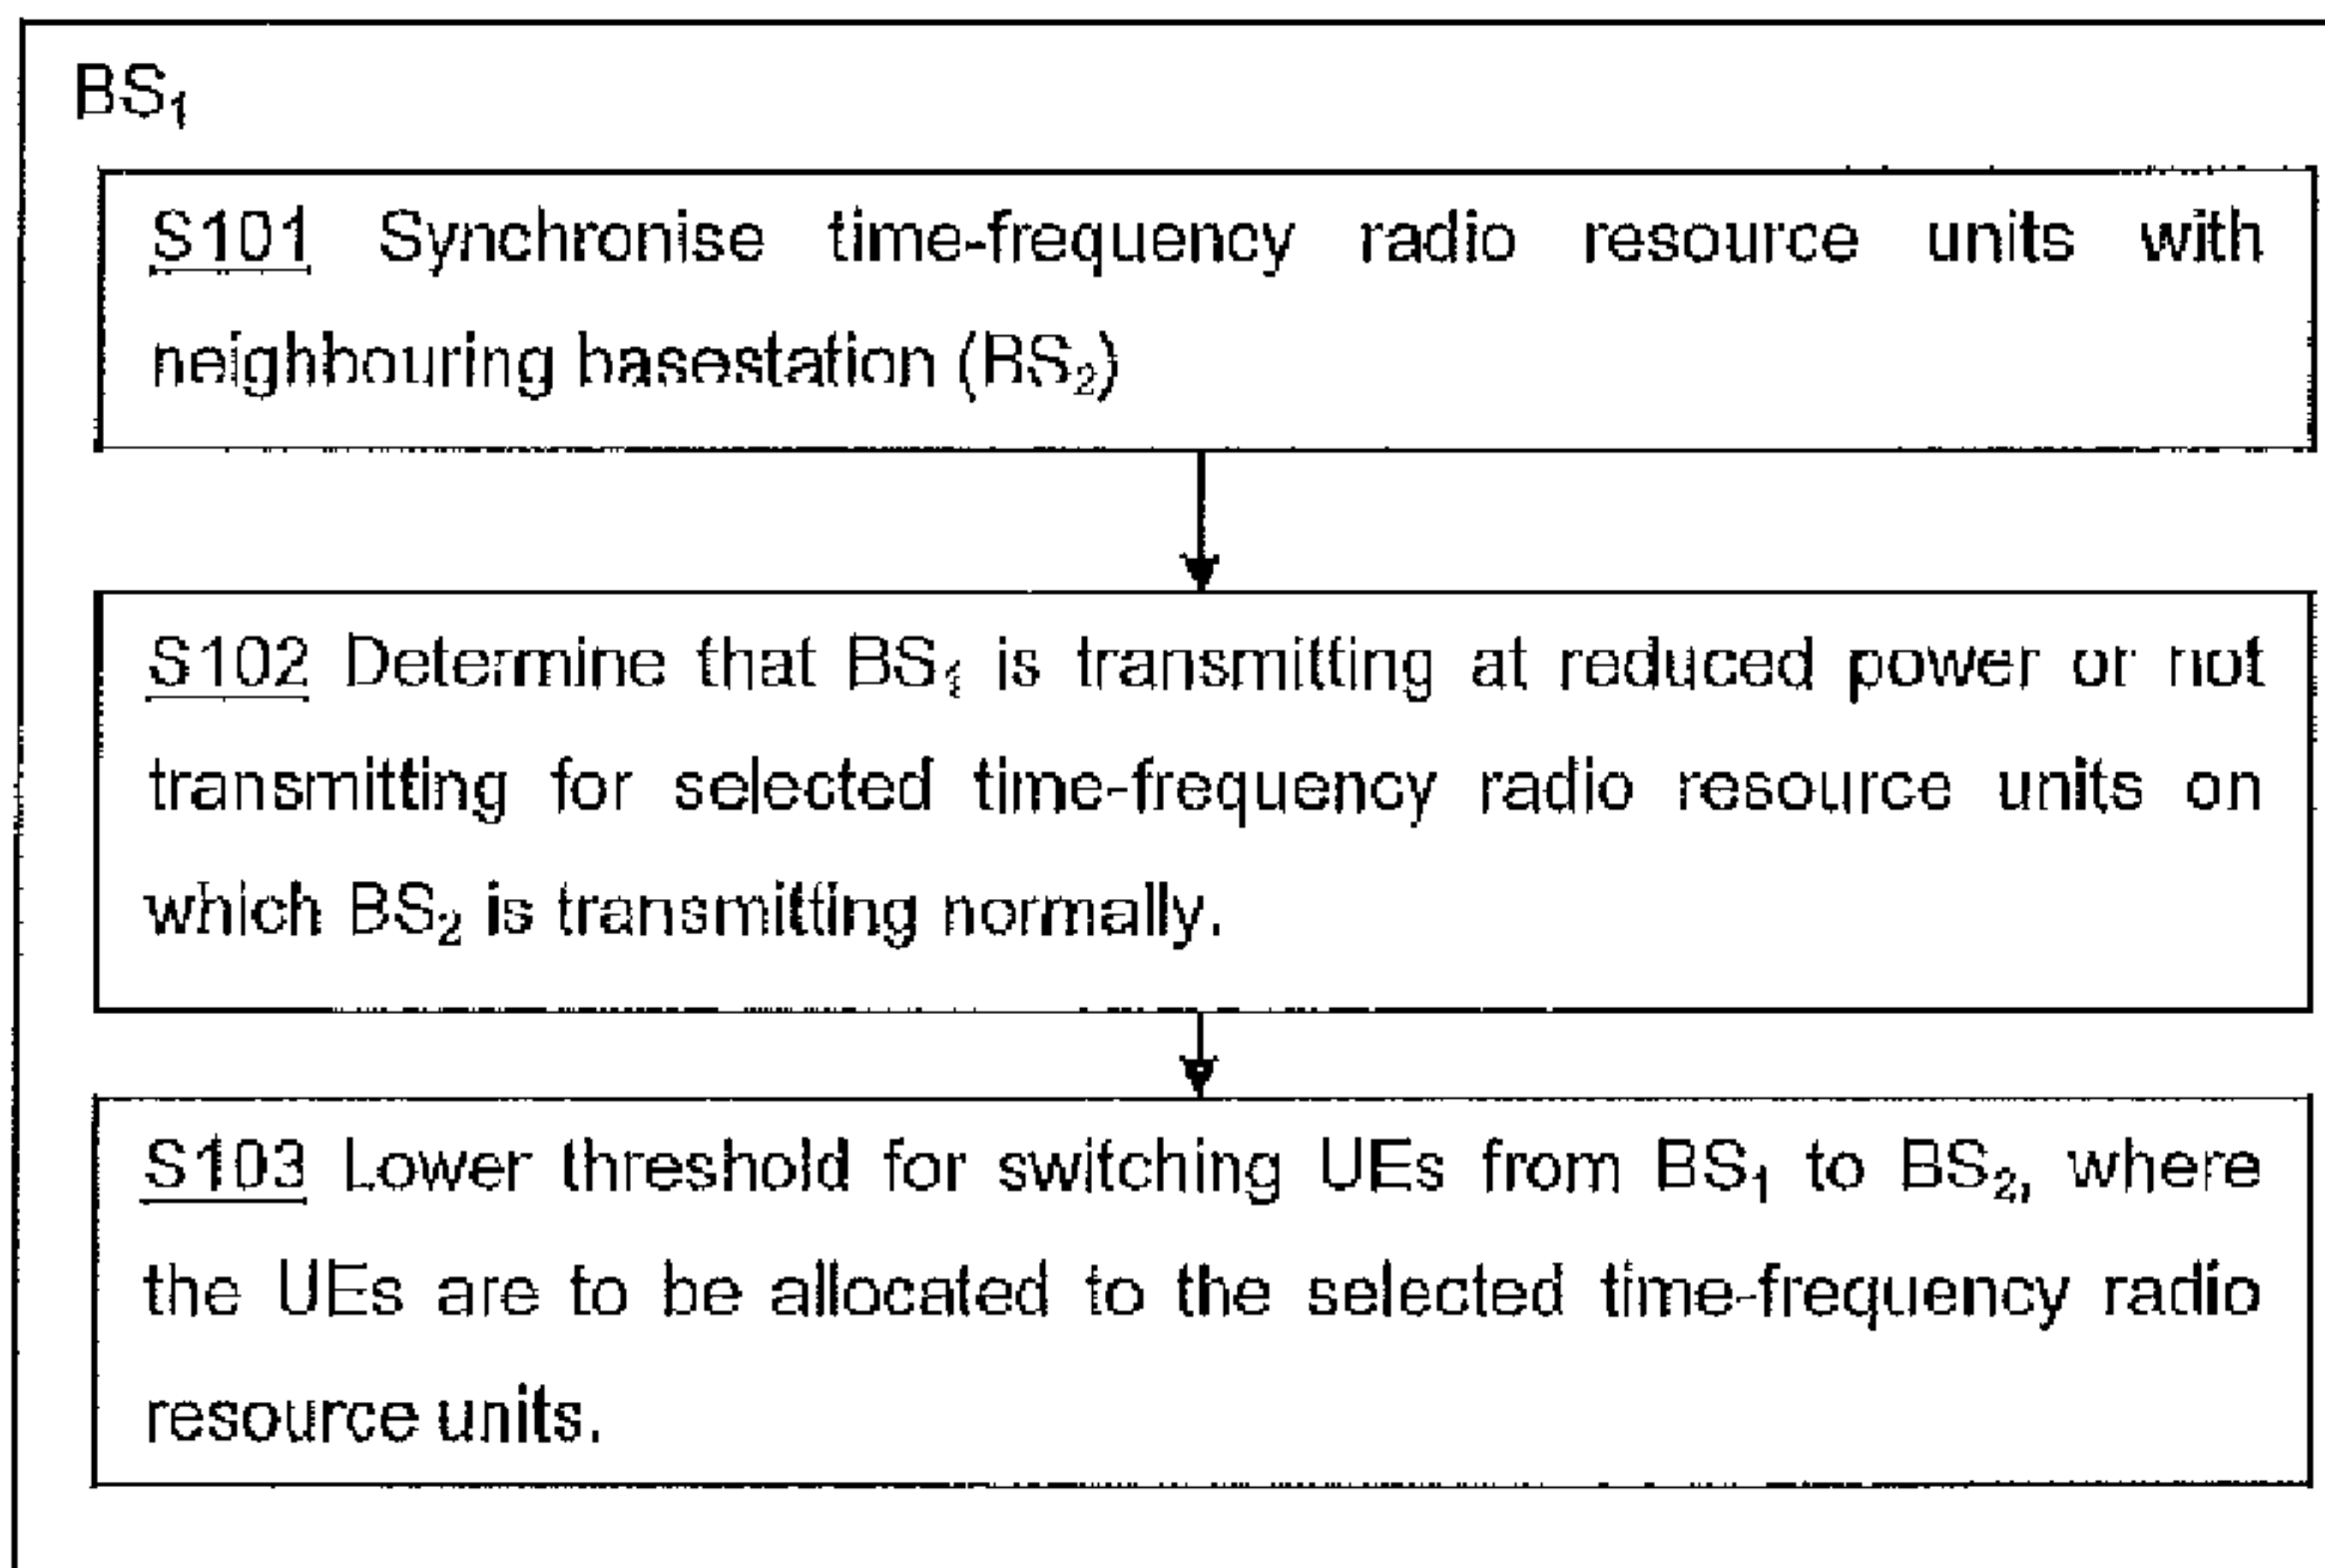 BS₁
S101 Synchronise time-frequency radio resource units with
neighbouring basestation (BS₂)
S102 Determine that BS₁ is transmitting at reduced power or not
transmitting for selected time-frequency radio resource units on
which BS₂ is transmitting normally.
S103 Lower threshold for switching UEs from BS₁ to BS₂, where
the UEs are to be allocated to the selected time-frequency radio
resource units.